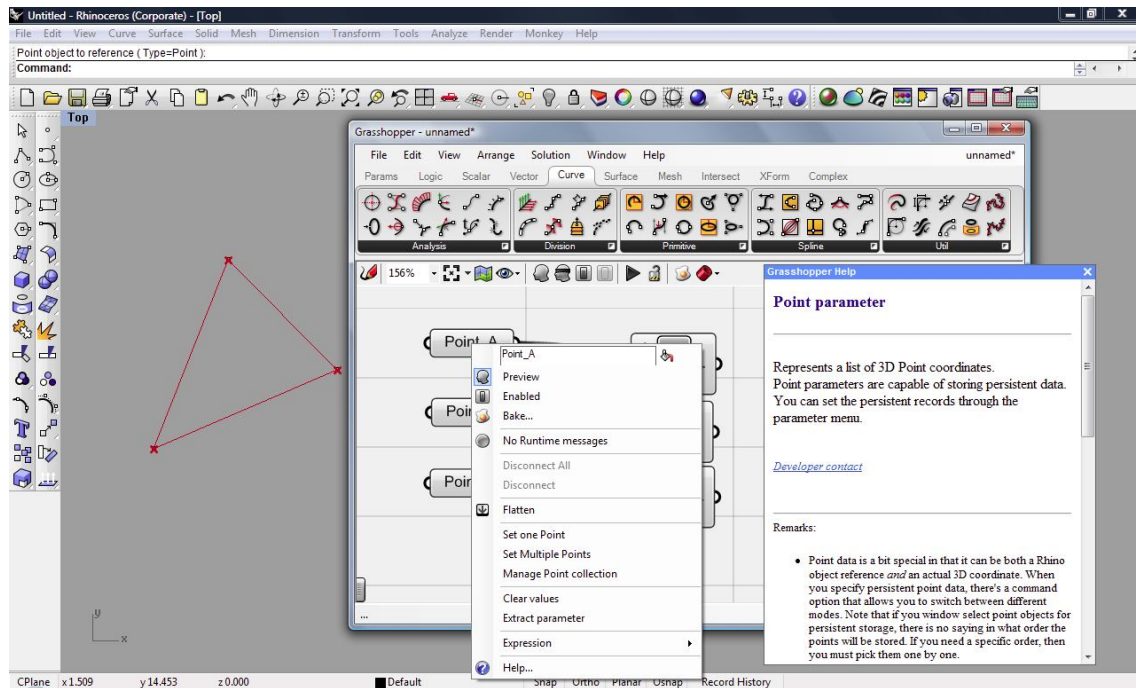 Untitled - Rhinoceros (Corporate) - [Top]
File Edit View Curve Surface Solid Mesh Dimension Transform Tools Analyze Render Monkey Help
Point object to reference ( Type=Point ):
Command:
Top
Grasshopper - unnamed*
File Edit View Arrange Solution Window Help unnamed*
Params Logic Scalar Vector Curve Surface Mesh Intersect XForm Complex
Analysis Division Primitive Spline Util
156%
Point_A
Point_A
Preview
Enabled
Bake...
No Runtime messages
Disconnect All
Disconnect
Flatten
Set one Point
Set Multiple Points
Manage Point collection
Clear values
Extract parameter
Expression
Help...
...
Grasshopper Help
Point parameter
Represents a list of 3D Point coordinates.
Point parameters are capable of storing persistent data.
You can set the persistent records through the
parameter menu.
Developer contact
Remarks:
• Point data is a bit special in that it can be both a Rhino
object reference and an actual 3D coordinate. When
you specify persistent point data, there's a command
option that allows you to switch between different
modes. Note that if you window select point objects for
persistent storage, there is no saying in what order the
points will be stored. If you need a specific order, then
you must pick them one by one.
y
x
CPlane x 1.509 y 14.453 z 0.000 Default Snap Ortho Planar Osnap Record History